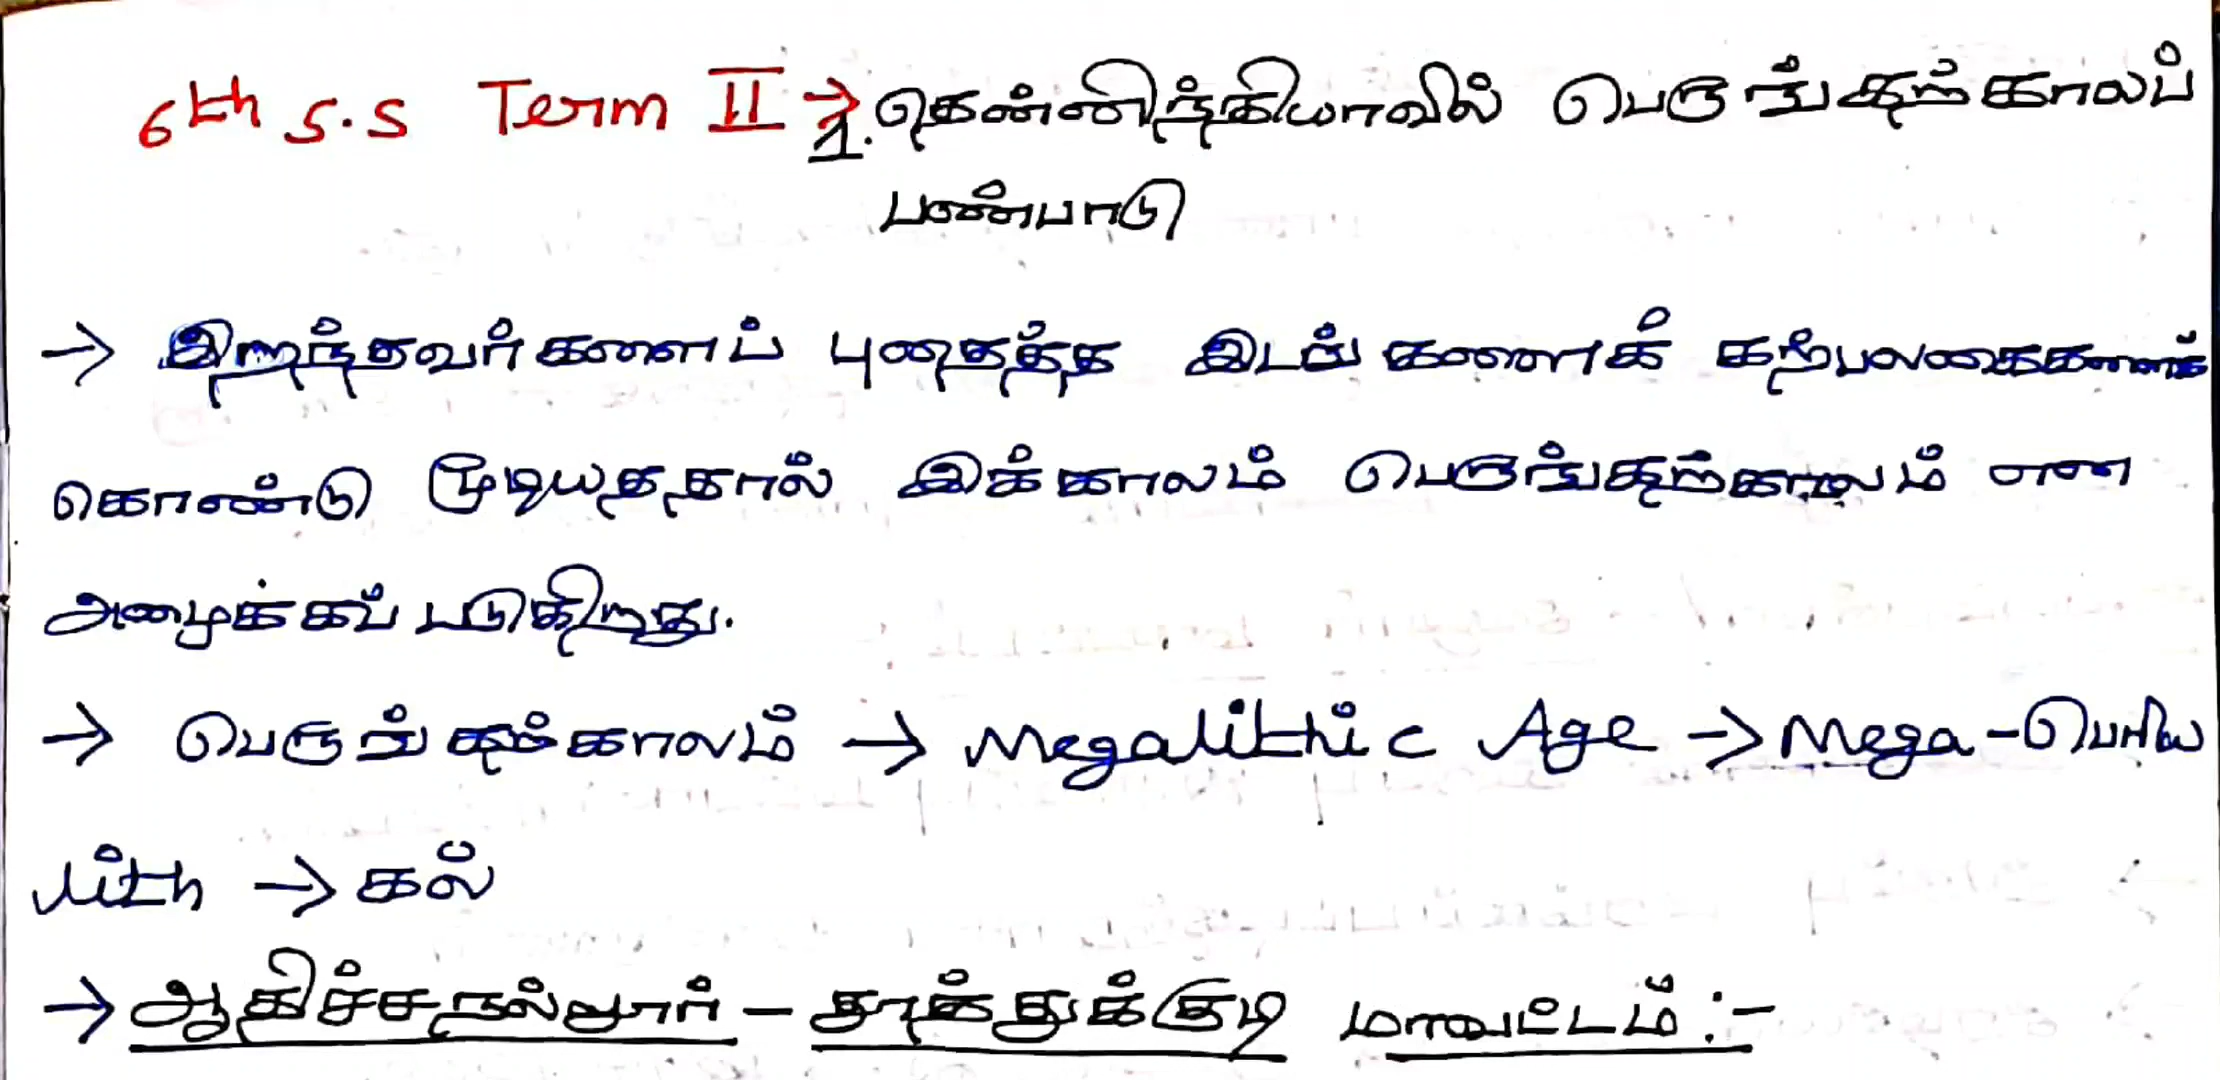 6th S.S Term II → 1. தென்னிந்தியாவில் பெருங்கற்காலப்
பண்பாடு
→ இறந்தவர்களைப் புதைத்த இடங்களைக் கற்பலகைகளைக்
கொண்டு மூடியதால் இக்காலம் பெருங்கற்காலம் என
அழைக்கப்படுகிறது.
→ பெருங்கற்காலம் → Megalithic Age → Mega - பெரிய
lith → கல்
→ ஆதிச்சநல்லூர் - தூத்துக்குடி மாவட்டம் :-